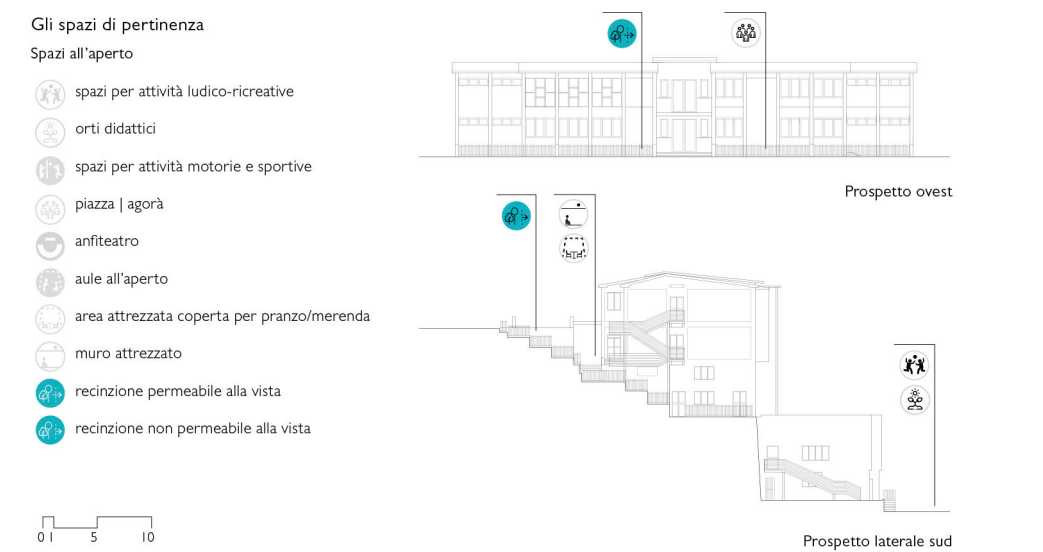 Gli spazi di pertinenza
Spazi all'aperto
spazi per attività ludico-ricreative
orti didattici
spazi per attività motorie e sportive
piazza | agorà
anfiteatro
aule all'aperto
area attrezzata coperta per pranzo/merenda
muro attrezzato
recinzione permeabile alla vista
recinzione non permeabile alla vista
0 1 5 10
Prospetto ovest
Prospetto laterale sud